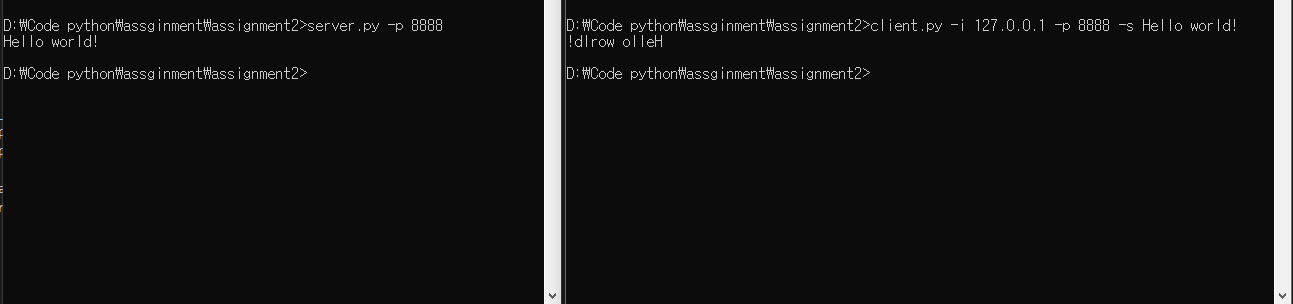 D:₩Code python₩assginment₩assignment2>server.py -p 8888
Hello world!
D:₩Code python₩assginment₩assignment2>
D:₩Code python₩assginment₩assignment2>client.py -i 127.0.0.1 -p 8888 -s Hello world!
!dlrow olleH
D:₩Code python₩assginment₩assignment2>